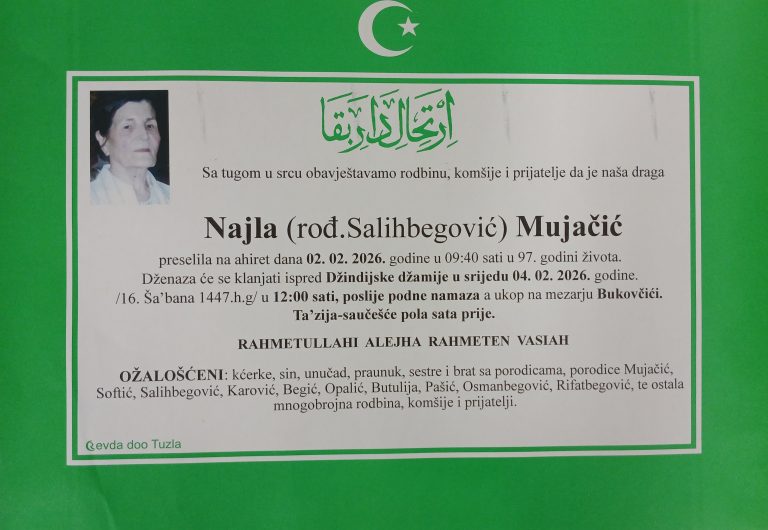 اِرْتِحَالِ دَارِ بَقَا
Sa tugom u srcu obavještavamo rodbinu, komšije i prijatelje da je naša draga
Najla (rođ.Salihbegović) Mujačić
preselila na ahiret dana 02. 02. 2026. godine u 09:40 sati u 97. godini života.
Dženaza će se klanjati ispred Džindijske džamije u srijedu 04. 02. 2026. godine.
/16. Ša'bana 1447.h.g/ u 12:00 sati, poslije podne namaza a ukop na mezarju Bukovčići.
Ta'zija-saučešće pola sata prije.
RAHMETULLAHI ALEJHA RAHMETEN VASIAH
OŽALOŠĆENI: kćerke, sin, unučad, praunuk, sestre i brat sa porodicama, porodice Mujačić,
Softić, Salihbegović, Karović, Begić, Opalić, Butulija, Pašić, Osmanbegović, Rifatbegović, te ostala
mnogobrojna rodbina, komšije i prijatelji.
evda doo Tuzla